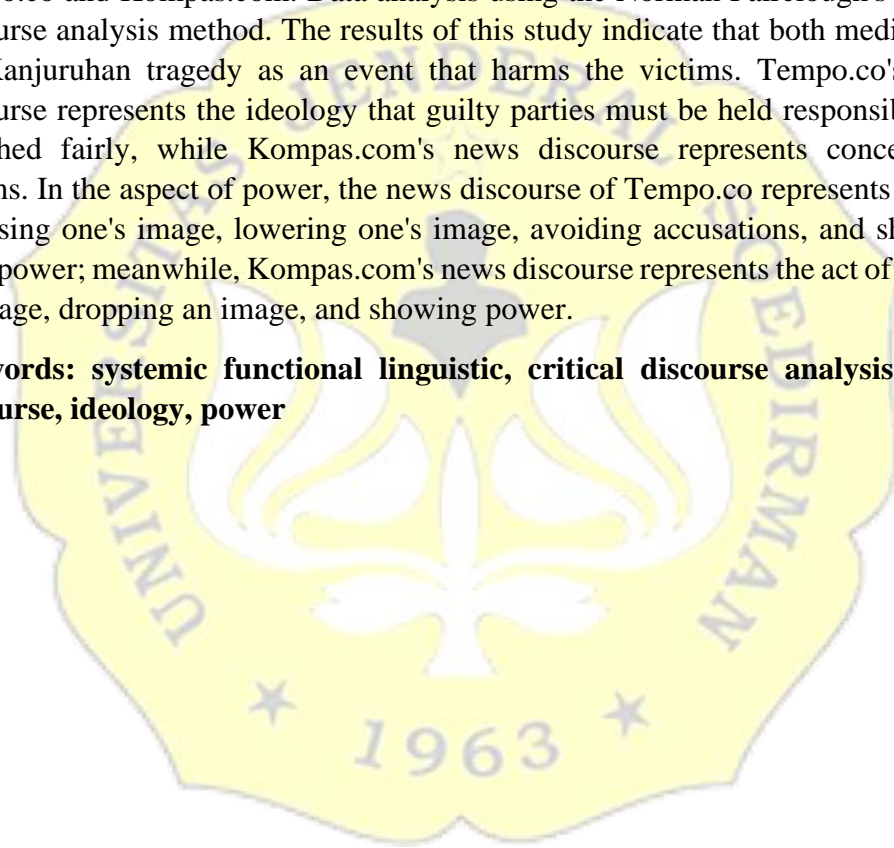 o.co and Kompas.com. Data analysis using the Norman Fairclough's
urse analysis method. The results of this study indicate that both medi
Kanjuruhan tragedy as an event that harms the victims. Tempo.co's
urse represents the ideology that guilty parties must be held responsib
hed fairly, while Kompas.com's news discourse represents conce
ns. In the aspect of power, the news discourse of Tempo.co represents
sing one's image, lowering one's image, avoiding accusations, and sh
power; meanwhile, Kompas.com's news discourse represents the act of
age, dropping an image, and showing power.
ords: systemic functional linguistic, critical discourse analysis
urse, ideology, power
UNIVERSITAS JENDERAL SOEDIRMAN
1963